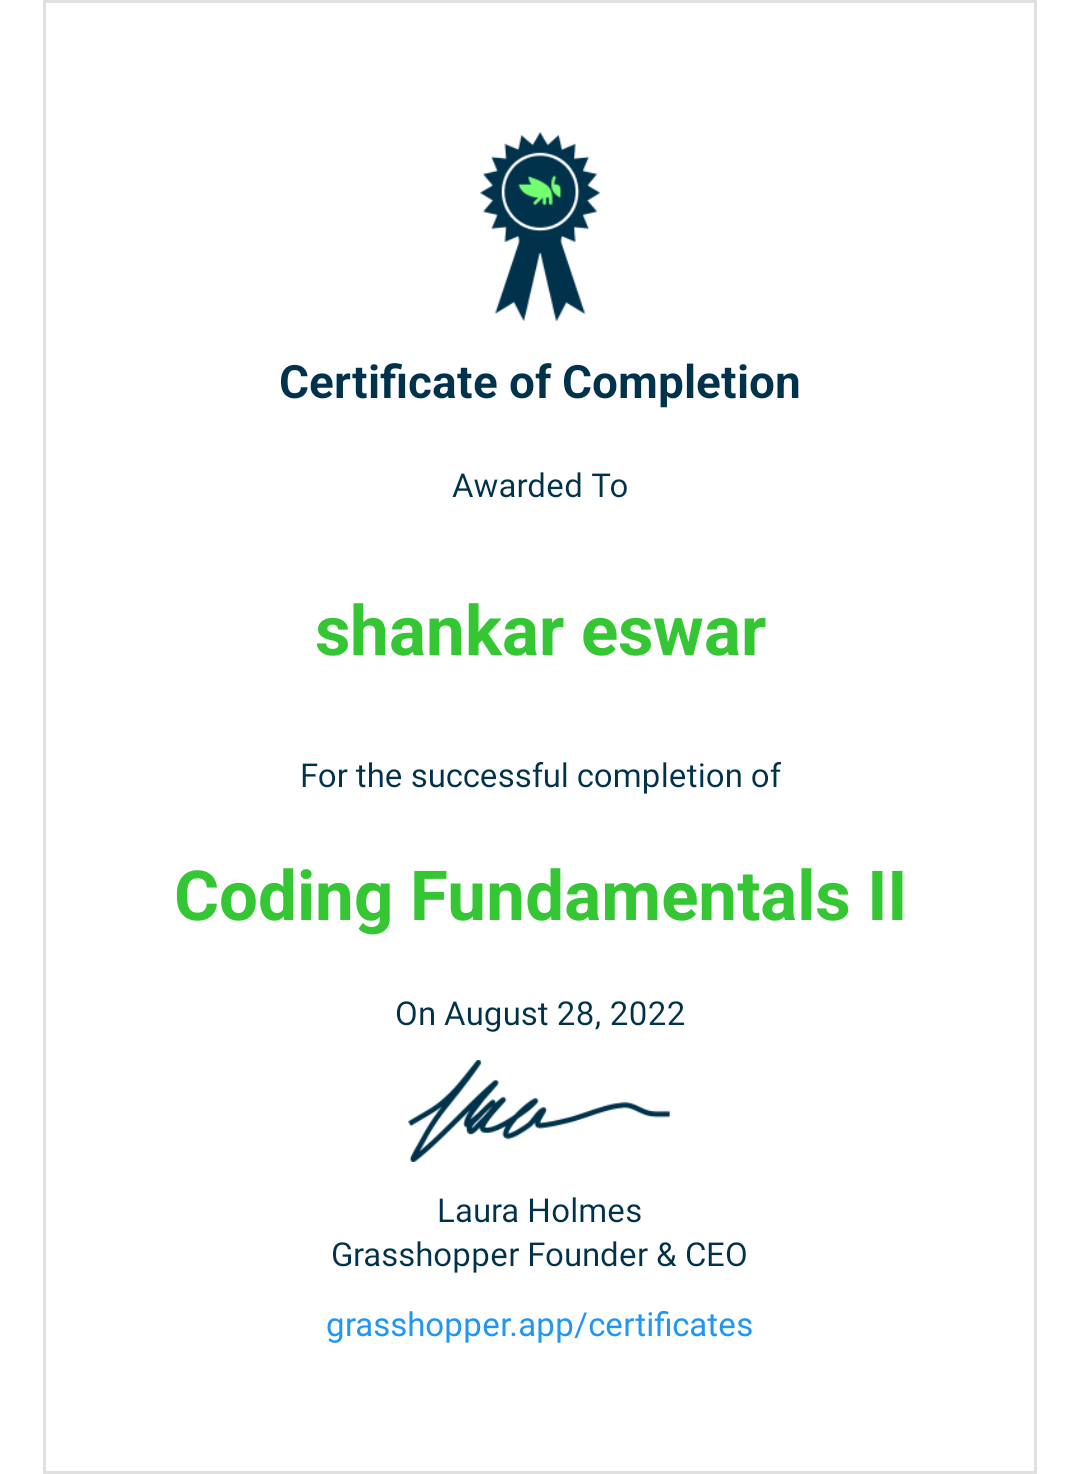 Certificate of Completion
Awarded To
shankar eswar
For the successful completion of
Coding Fundamentals II
On August 28, 2022
Laura Holmes
Grasshopper Founder & CEO
grasshopper.app/certificates